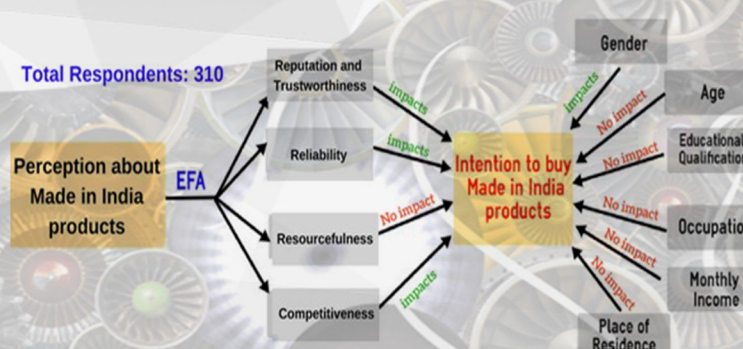 Total Respondents: 310
Perception about
Made in India
products
EFA
Reputation and
Trustworthiness
Reliability
Resourcefulness
Competitiveness
impacts
impacts
No impact
impacts
Intention to buy
Made in India
products
Gender
Age
Educational
Qualification
Occupatio
Monthly
Income
Place of
Residence
impacts
No impact
No impact
No impact
No impact
No impact